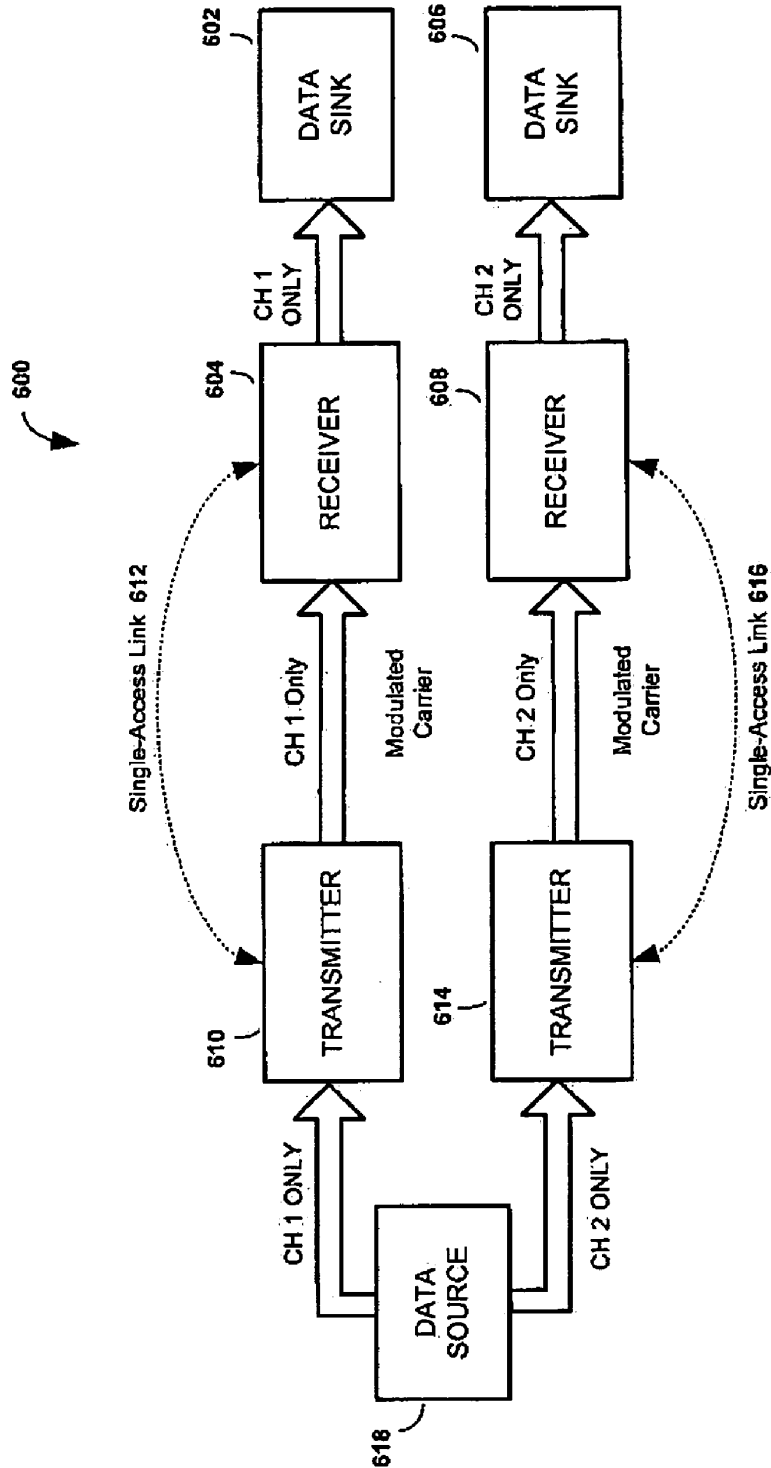 600
Single-Access Link 612
602
604
610
CH 1 ONLY
TRANSMITTER
CH 1 Only
Modulated
Carrier
RECEIVER
CH 1
ONLY
DATA
SINK
618
DATA
SOURCE
606
608
614
CH 2 ONLY
TRANSMITTER
CH 2 Only
Modulated
Carrier
RECEIVER
CH 2
ONLY
DATA
SINK
Single-Access Link 616